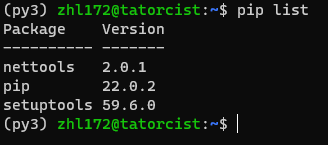 (py3) zhl172@tatorcist:~$ pip list
Package    Version
---------- -------
nettools   2.0.1
pip        22.0.2
setuptools 59.6.0
(py3) zhl172@tatorcist:~$